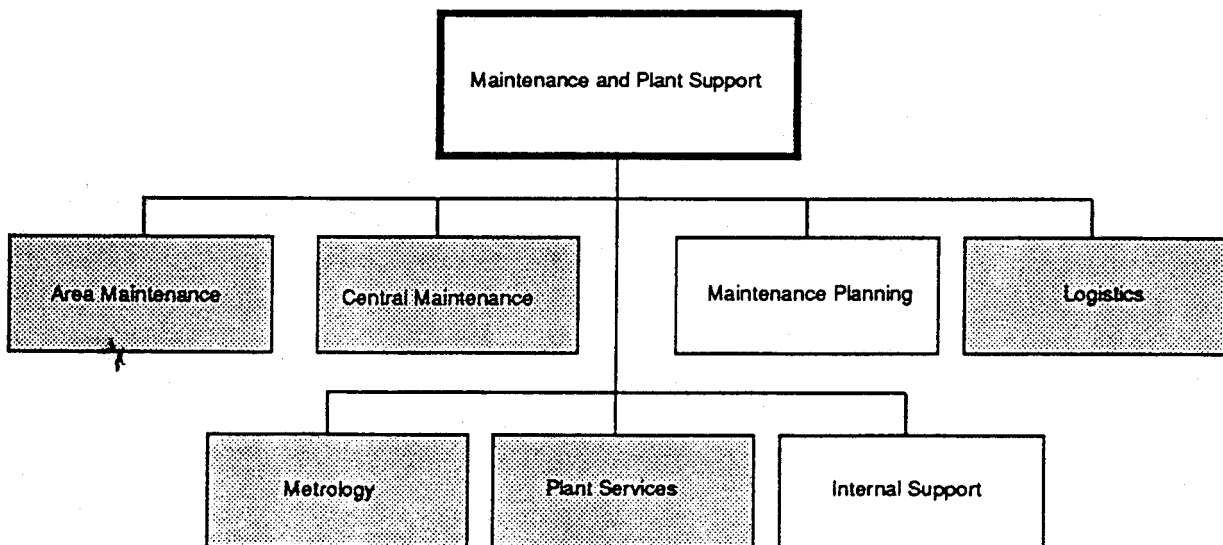 Maintenance and Plant Support
Area Maintenance
Central Maintenance
Maintenance Planning
Logistics
Metrology
Plant Services
Internal Support